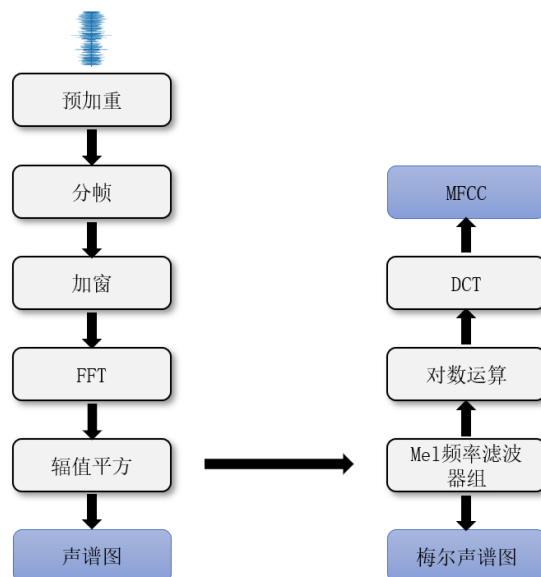 预加重
分帧
加窗
FFT
辐值平方
声谱图
MFCC
DCT
对数运算
Mel频率滤波
器组
梅尔声谱图